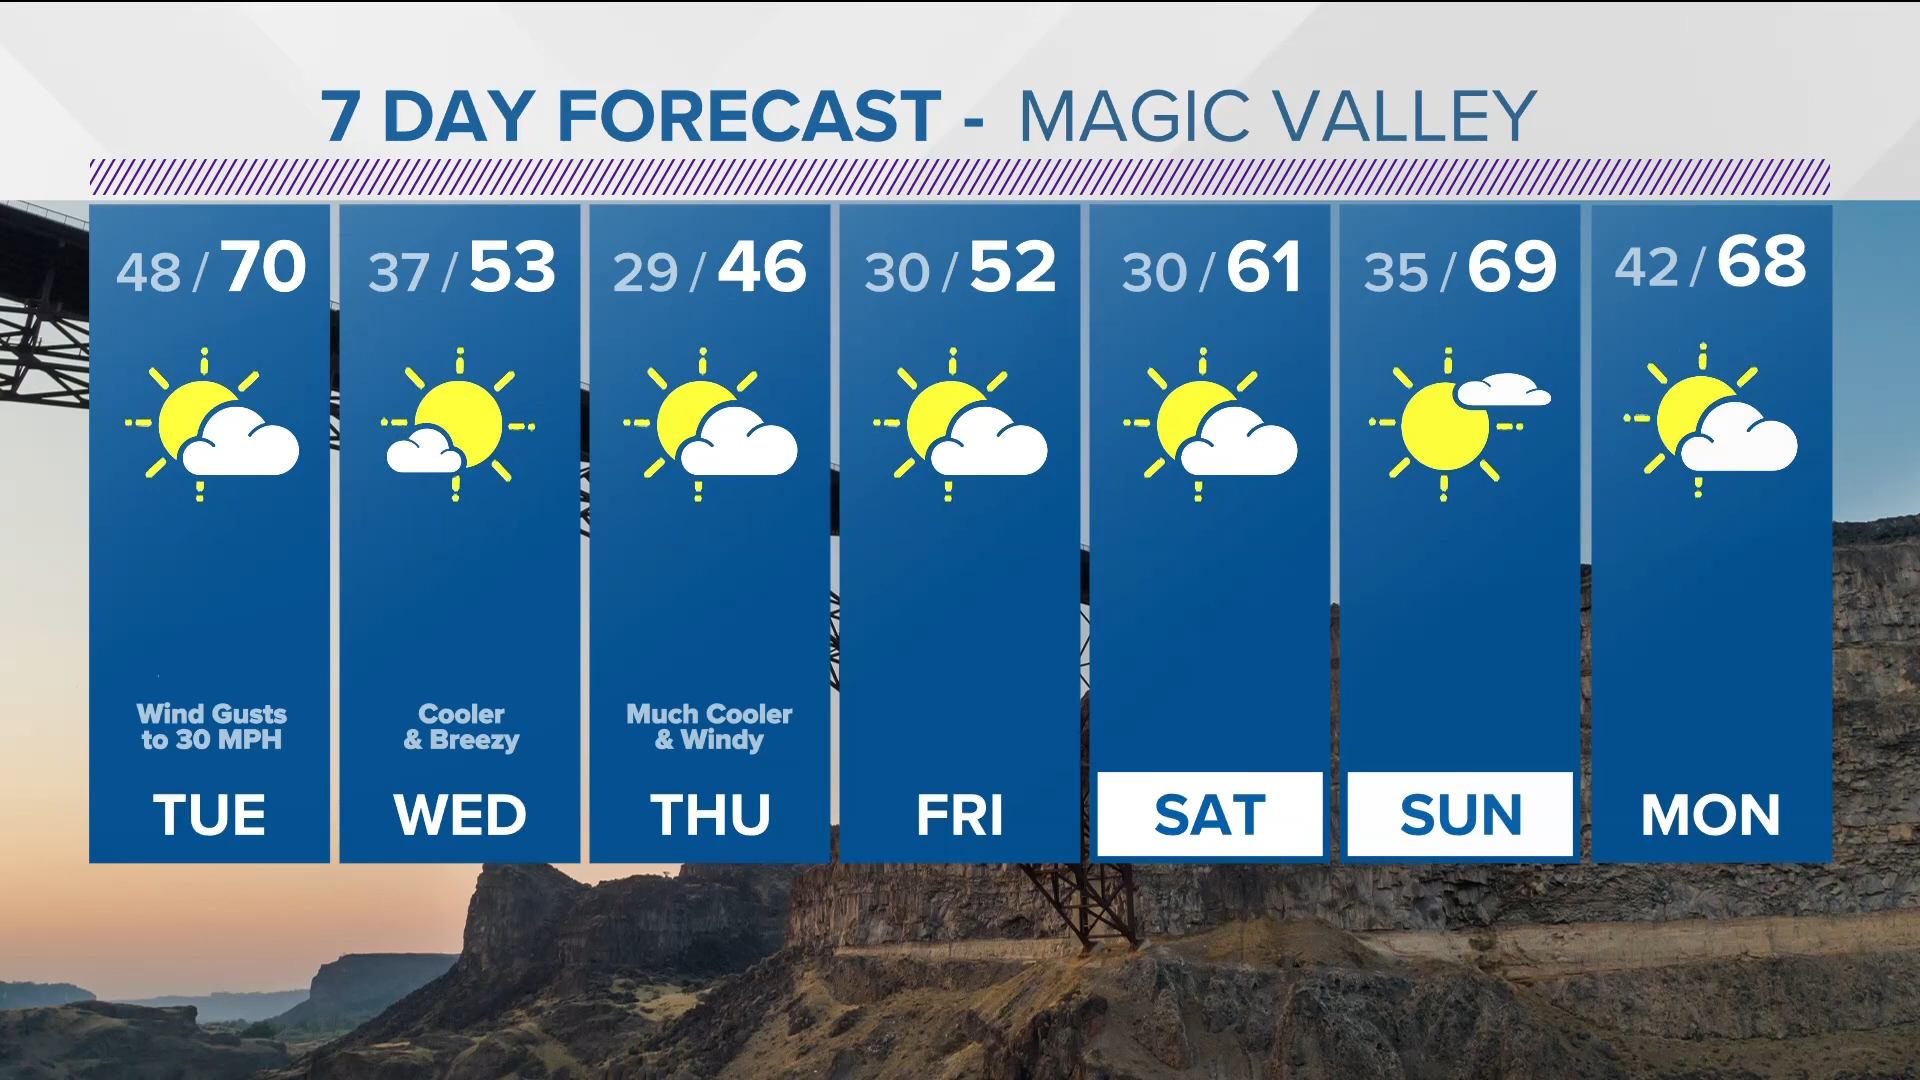 7 DAY FORECAST - MAGIC VALLEY
48 / 70
37 / 53
29 / 46
30 / 52
30 / 61
35 / 69
42 / 68
Wind Gusts
to 30 MPH
Cooler
& Breezy
Much Cooler
& Windy
TUE
WED
THU
FRI
SAT
SUN
MON